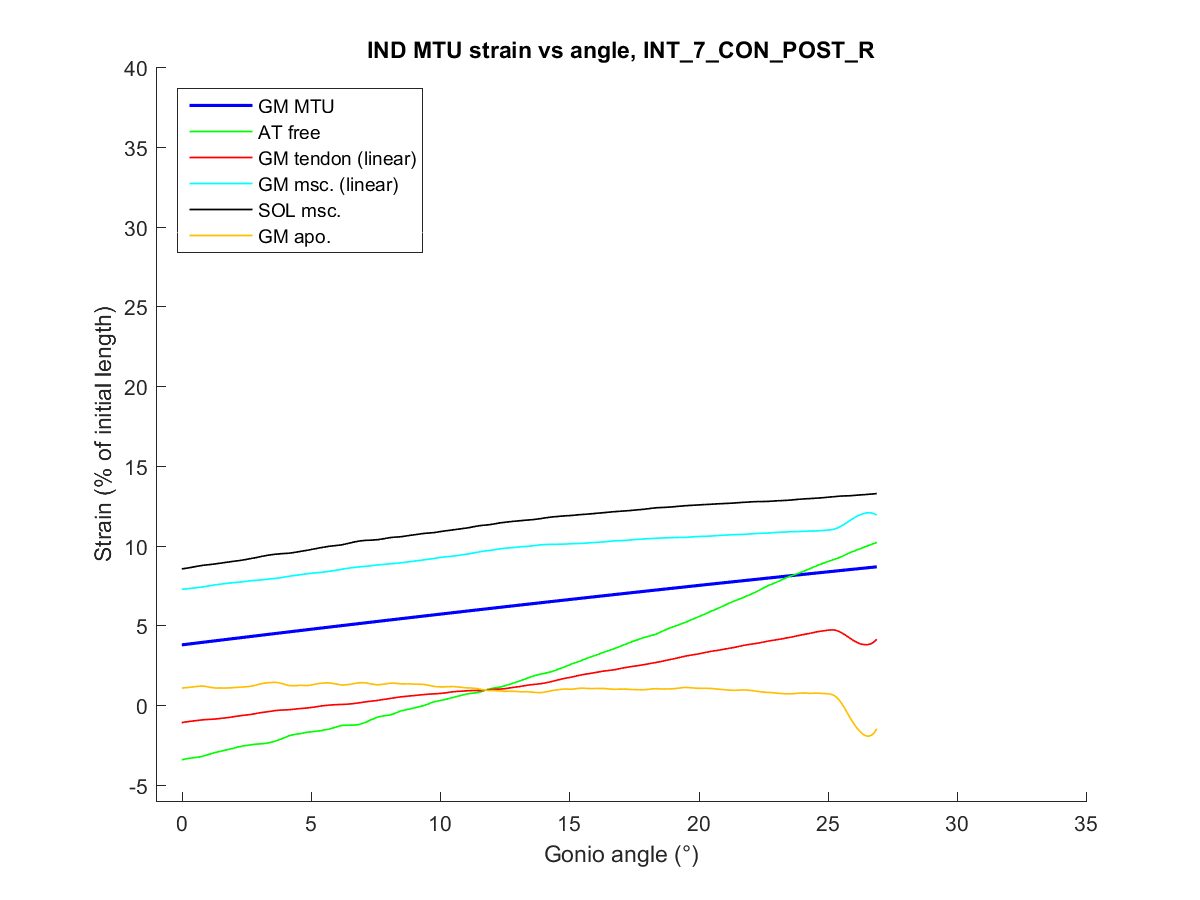 IND MTU strain vs angle, INT_7_CON_POST_R
40
35
30
25
20
15
10
5
0
-5
Strain (% of initial length)
GM MTU
AT free
GM tendon (linear)
GM msc. (linear)
SOL msc.
GM apo.
0 5 10 15 20 25 30 35
Gonio angle (°)